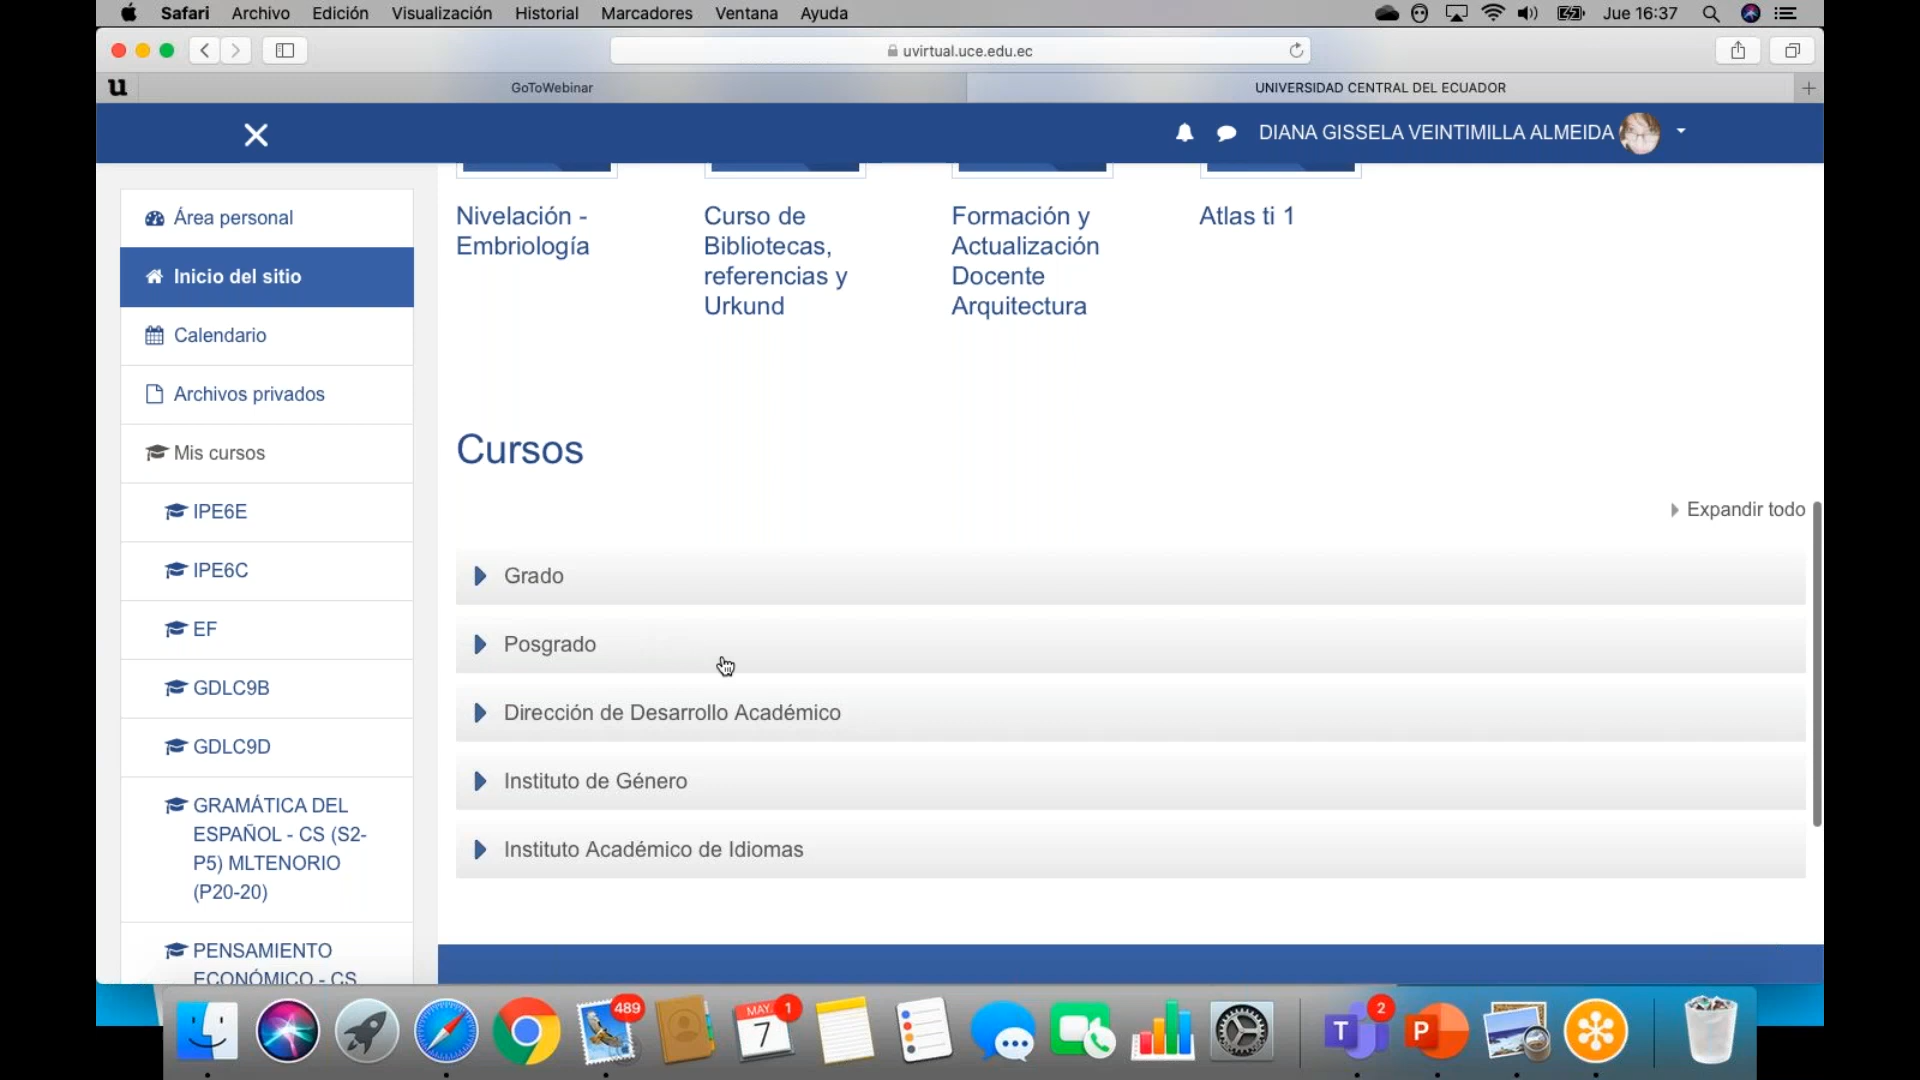 Safari Archivo Edición Visualización Historial Marcadores Ventana Ayuda Jue 16:37
uvirtual.uce.edu.ec
u GoToWebinar UNIVERSIDAD CENTRAL DEL ECUADOR
DIANA GISSELA VEINTIMILLA ALMEIDA
Área personal
Inicio del sitio
Calendario
Archivos privados
Mis cursos
IPE6E
IPE6C
EF
GDLC9B
GDLC9D
GRAMÁTICA DEL
ESPAÑOL - CS (S2-
P5) MLTENORIO
(P20-20)
PENSAMIENTO
ECONÓMICO - CS
Nivelación -
Embriología
Curso de
Bibliotecas,
referencias y
Urkund
Formación y
Actualización
Docente
Arquitectura
Atlas ti 1
Cursos
Expandir todo
Grado
Posgrado
Dirección de Desarrollo Académico
Instituto de Género
Instituto Académico de Idiomas
489
MAY
7
1
T
2
P